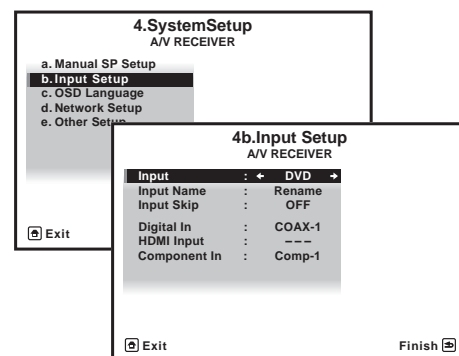 4.SystemSetup
A/V RECEIVER
a. Manual SP Setup
b.Input Setup
c. OSD Language
d. Network Setup
e. Other Setup
Exit
4b.Input Setup
A/V RECEIVER
Input : ← DVD →
Input Name : Rename
Input Skip : OFF
Digital In : COAX-1
HDMI Input : – – –
Component In : Comp-1
Exit Finish